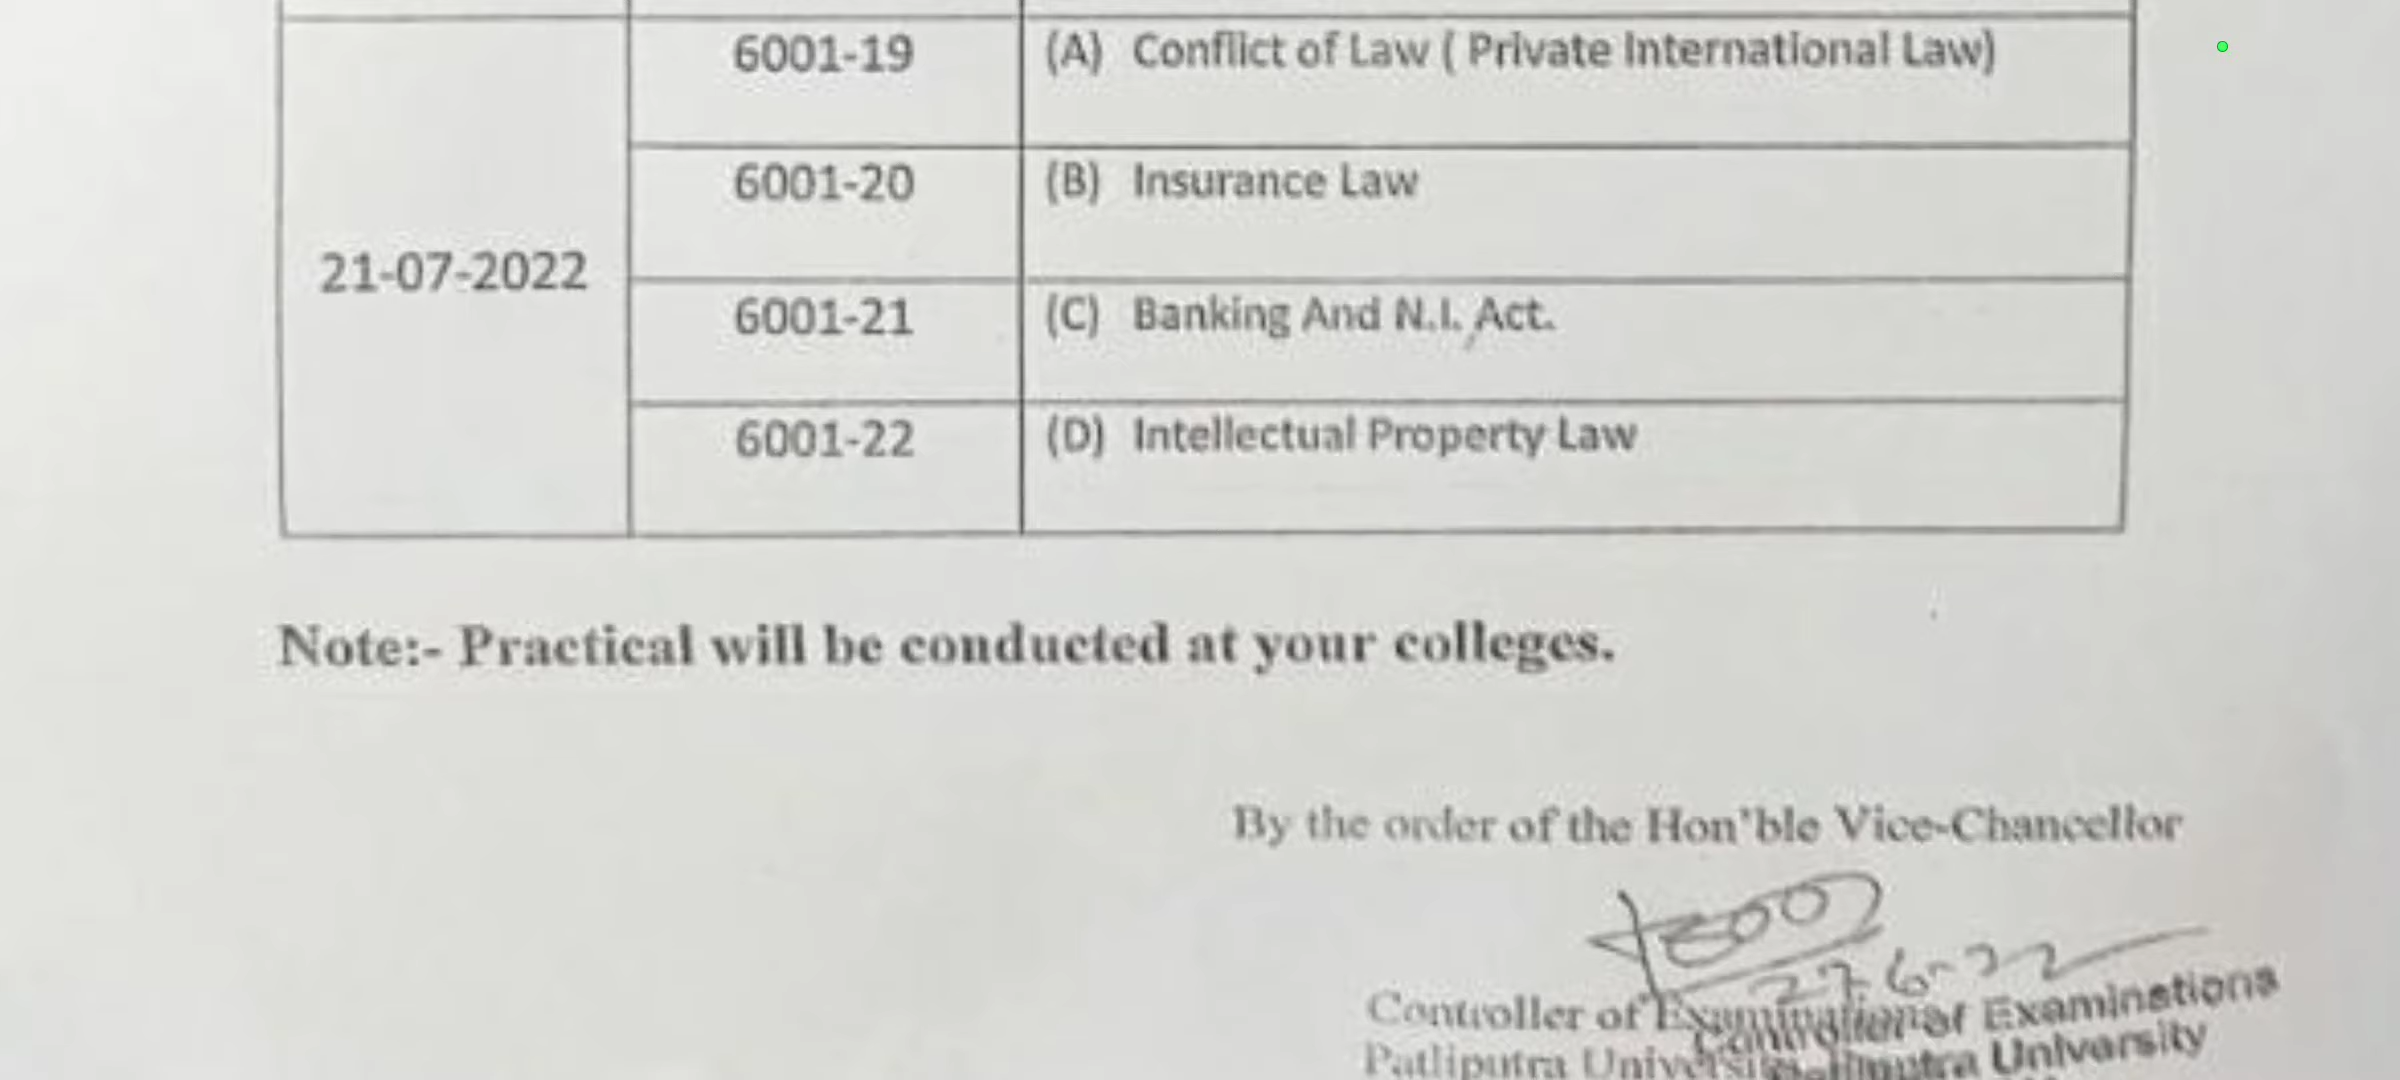 6001-19 (A) Conflict of Law ( Private International Law)
6001-20 (B) Insurance Law
21-07-2022
6001-21 (C) Banking And N.I. Act.
6001-22 (D) Intellectual Property Law
Note:- Practical will be conducted at your colleges.
By the order of the Hon'ble Vice-Chancellor
27-6-22
Controller of Examinations
Controller of Examinations
Patliputra University
University